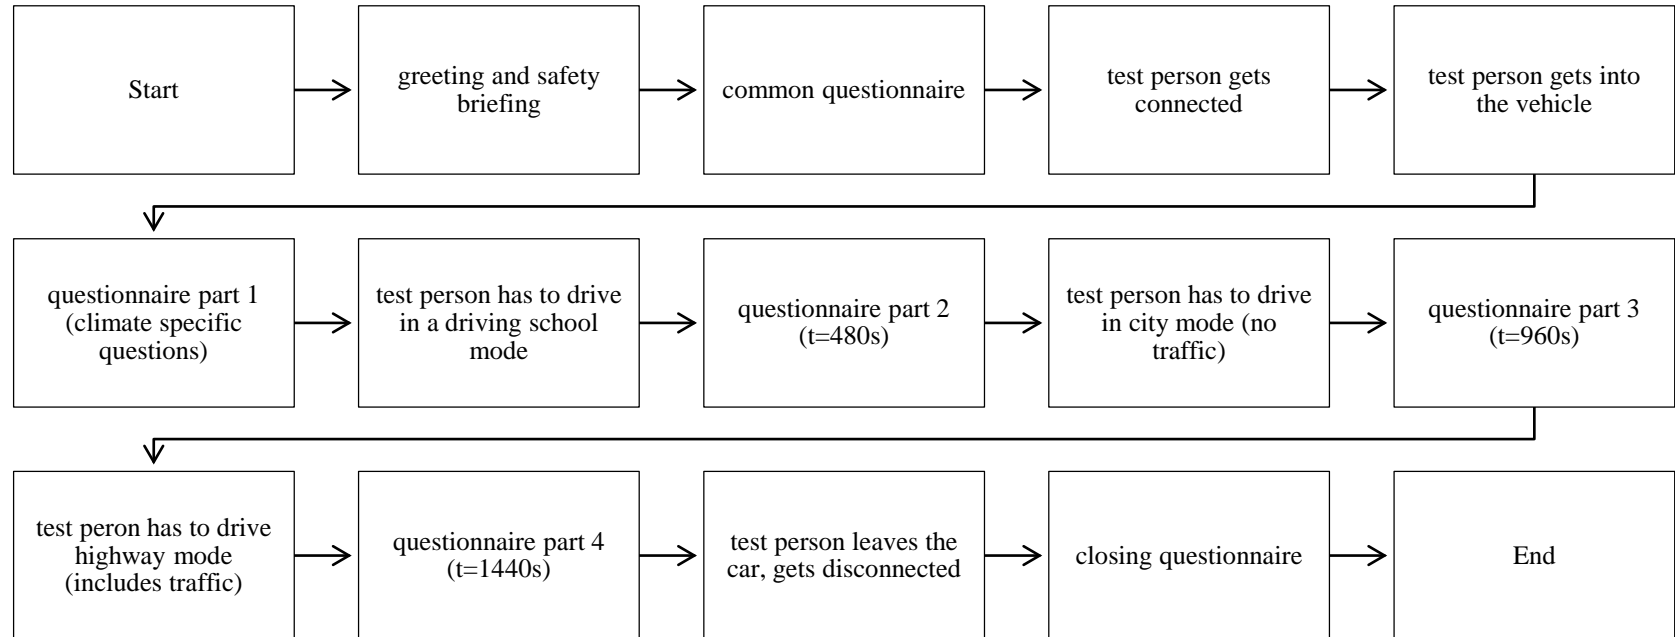 Start
greeting and safety
briefing
common questionnaire
test person gets
connected
test person gets into
the vehicle
questionnaire part 1
(climate specific
questions)
test person has to drive
in a driving school
mode
questionnaire part 2
(t=480s)
test person has to drive
in city mode (no
traffic)
questionnaire part 3
(t=960s)
test peron has to drive
highway mode
(includes traffic)
questionnaire part 4
(t=1440s)
test person leaves the
car, gets disconnected
closing questionnaire
End